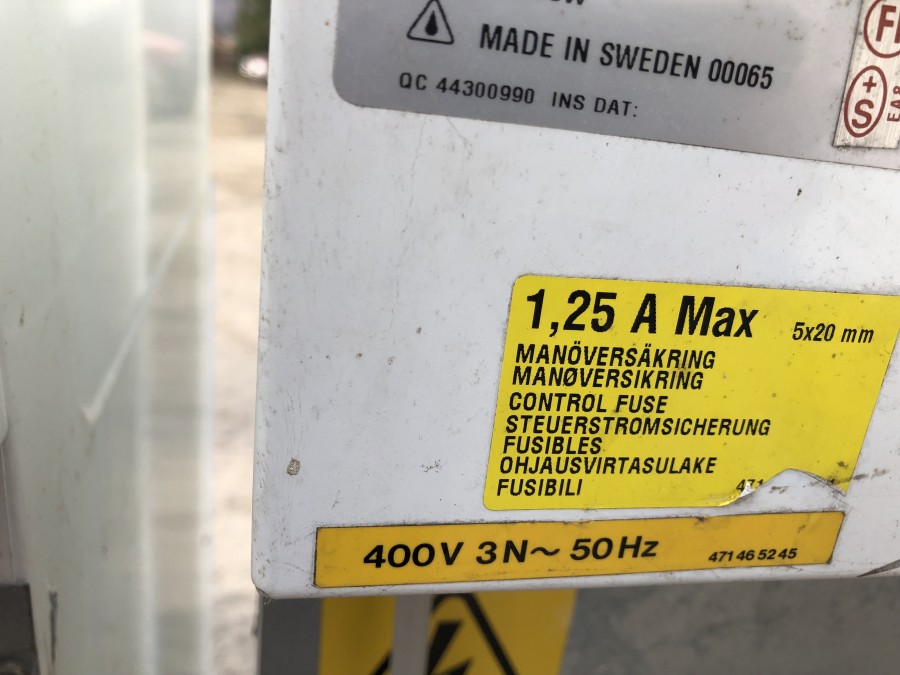 MADE IN SWEDEN 00065
QC 44300990 INS DAT:
+
S
1,25 A Max 5x20 mm
MANÖVERSÄKRING
MANØVERSIKRING
CONTROL FUSE
STEUERSTROMSICHERUNG
FUSIBLES
OHJAUSVIRTASULAKE
FUSIBILI
400V 3N~ 50Hz 471 46 52 45